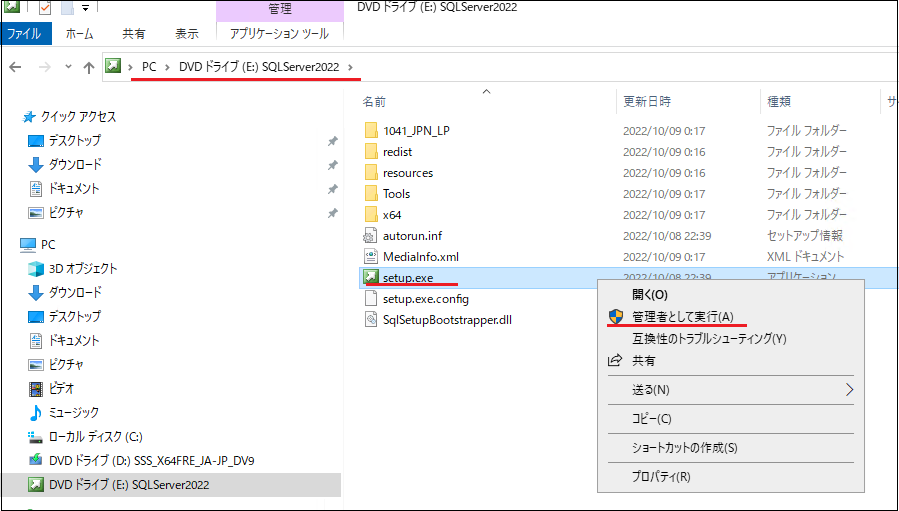 管理
DVD ドライブ (E:) SQLServer2022
ファイル
ホーム
共有
表示
アプリケーション ツール
PC
DVD ドライブ (E:) SQLServer2022
名前
更新日時
種類
サ
クイック アクセス
デスクトップ
ダウンロード
ドキュメント
ピクチャ
PC
3D オブジェクト
ダウンロード
デスクトップ
ドキュメント
ピクチャ
ビデオ
ミュージック
ローカル ディスク (C:)
DVD ドライブ (D:) SSS_X64FRE_JA-JP_DV9
DVD ドライブ (E:) SQLServer2022
1041_JPN_LP 2022/10/09 0:17 ファイル フォルダー
redist 2022/10/09 0:16 ファイル フォルダー
resources 2022/10/09 0:16 ファイル フォルダー
Tools 2022/10/09 0:17 ファイル フォルダー
x64 2022/10/09 0:17 ファイル フォルダー
autorun.inf 2022/10/08 22:39 セットアップ情報
MediaInfo.xml 2022/10/09 0:17 XML ドキュメント
setup.exe 2022/10/08 22:39 アプリケーション
setup.exe.config
SqlSetupBootstrapper.dll
開く(O)
管理者として実行(A)
互換性のトラブルシューティング(Y)
共有
送る(N)
コピー(C)
ショートカットの作成(S)
プロパティ(R)